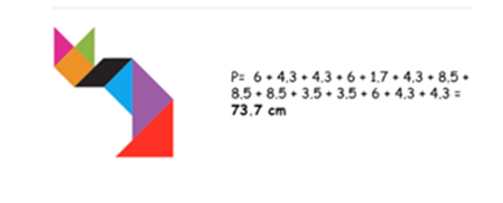 P= 6 + 4,3 + 4,3 + 6 + 1,7 + 4,3 + 8,5 +
8,5 + 8,5 + 3,5 + 3,5 + 6 + 4,3 + 4,3 =
73,7 cm